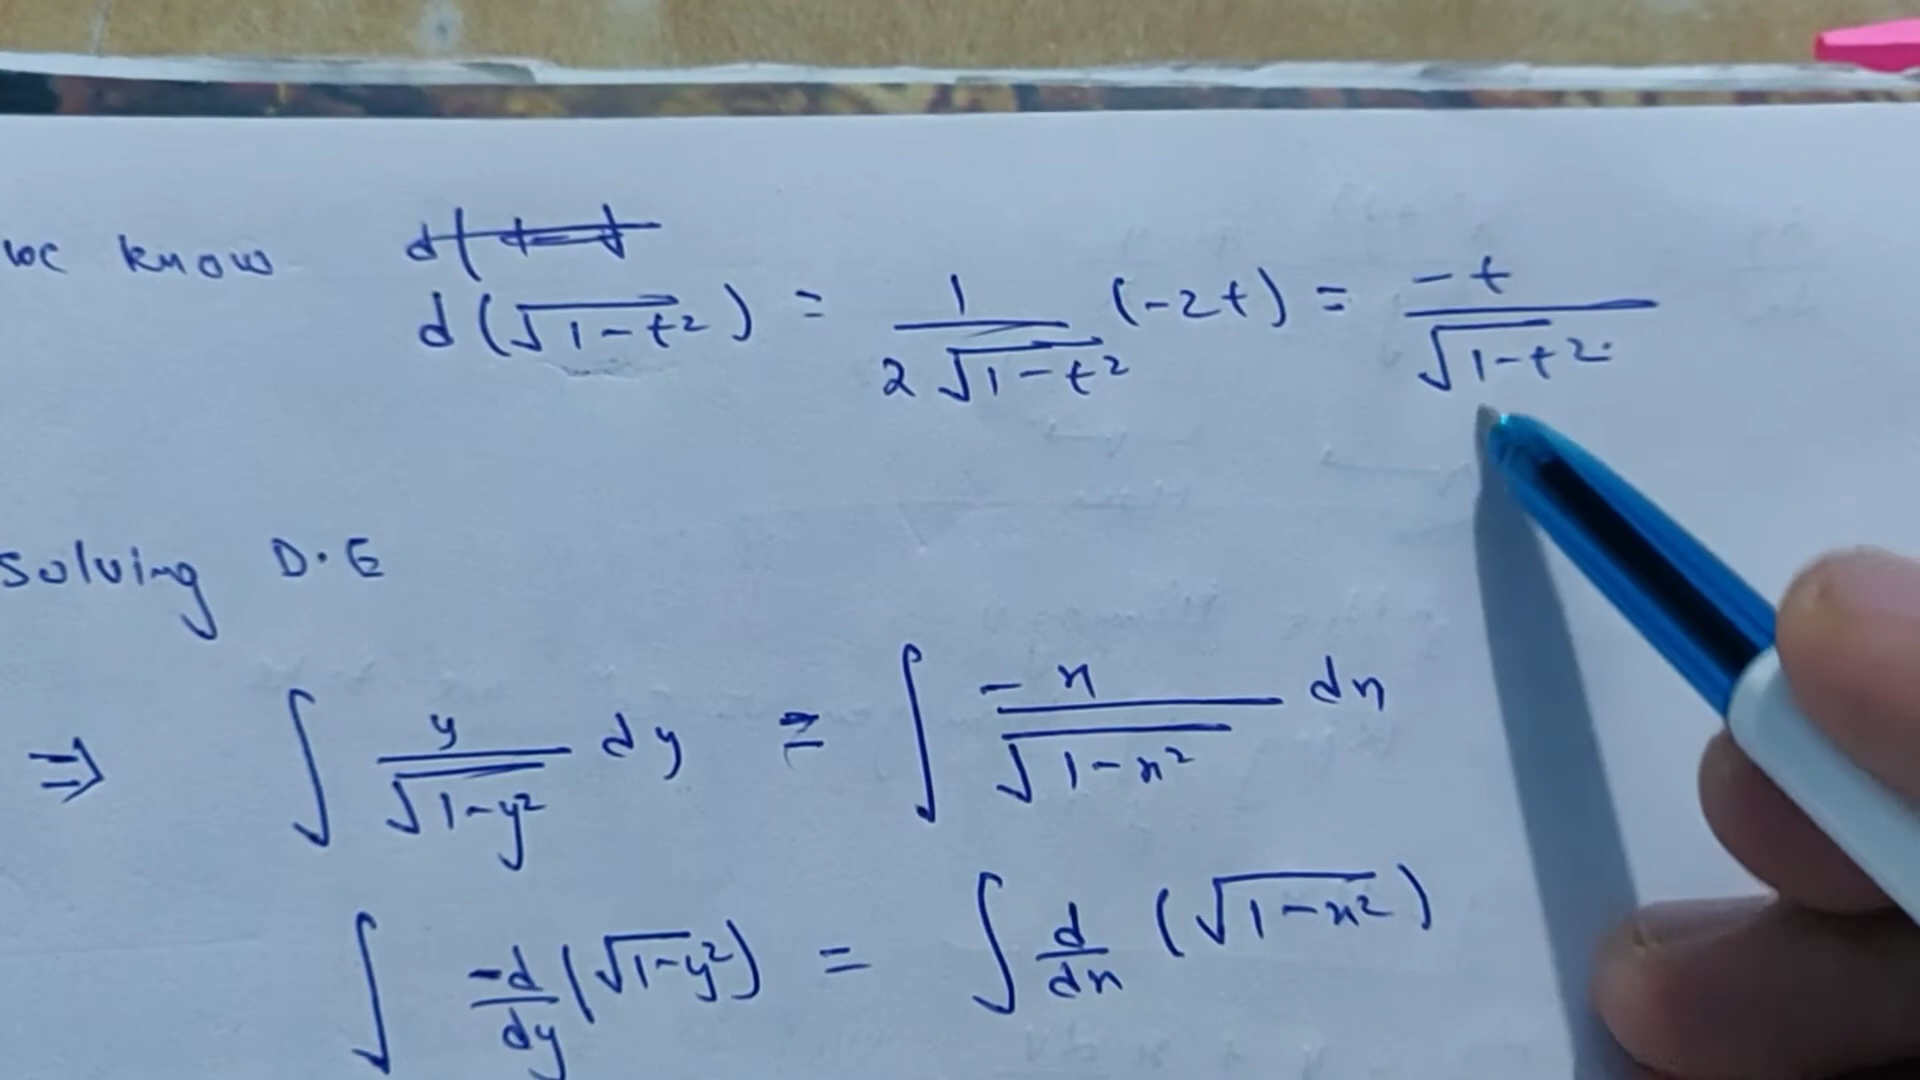 we know
d(√1-t²) = 1/2√1-t² (-2t) = -t/√1-t²
solving D.E
⇒ ∫ y/√1-y² dy = ∫ -x/√1-x² dx
∫ -d/dy (√1-y²) = ∫ d/dx (√1-x²)